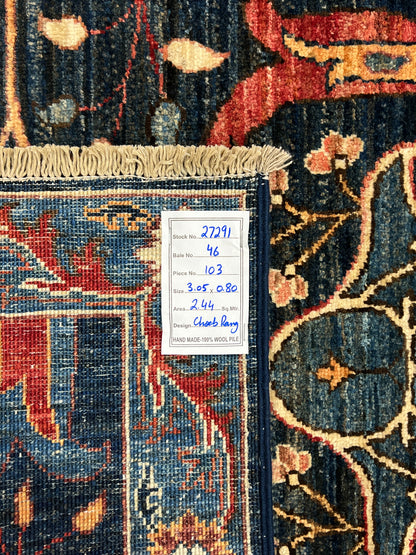 Stock No. 27291
Bale No. 46
Piece No. 103
Size. 3.05 x 0.80
Area.. 2.44 Sq Mtr.
Design.. Choeb Rang
HAND MADE-100% WOOL PILE